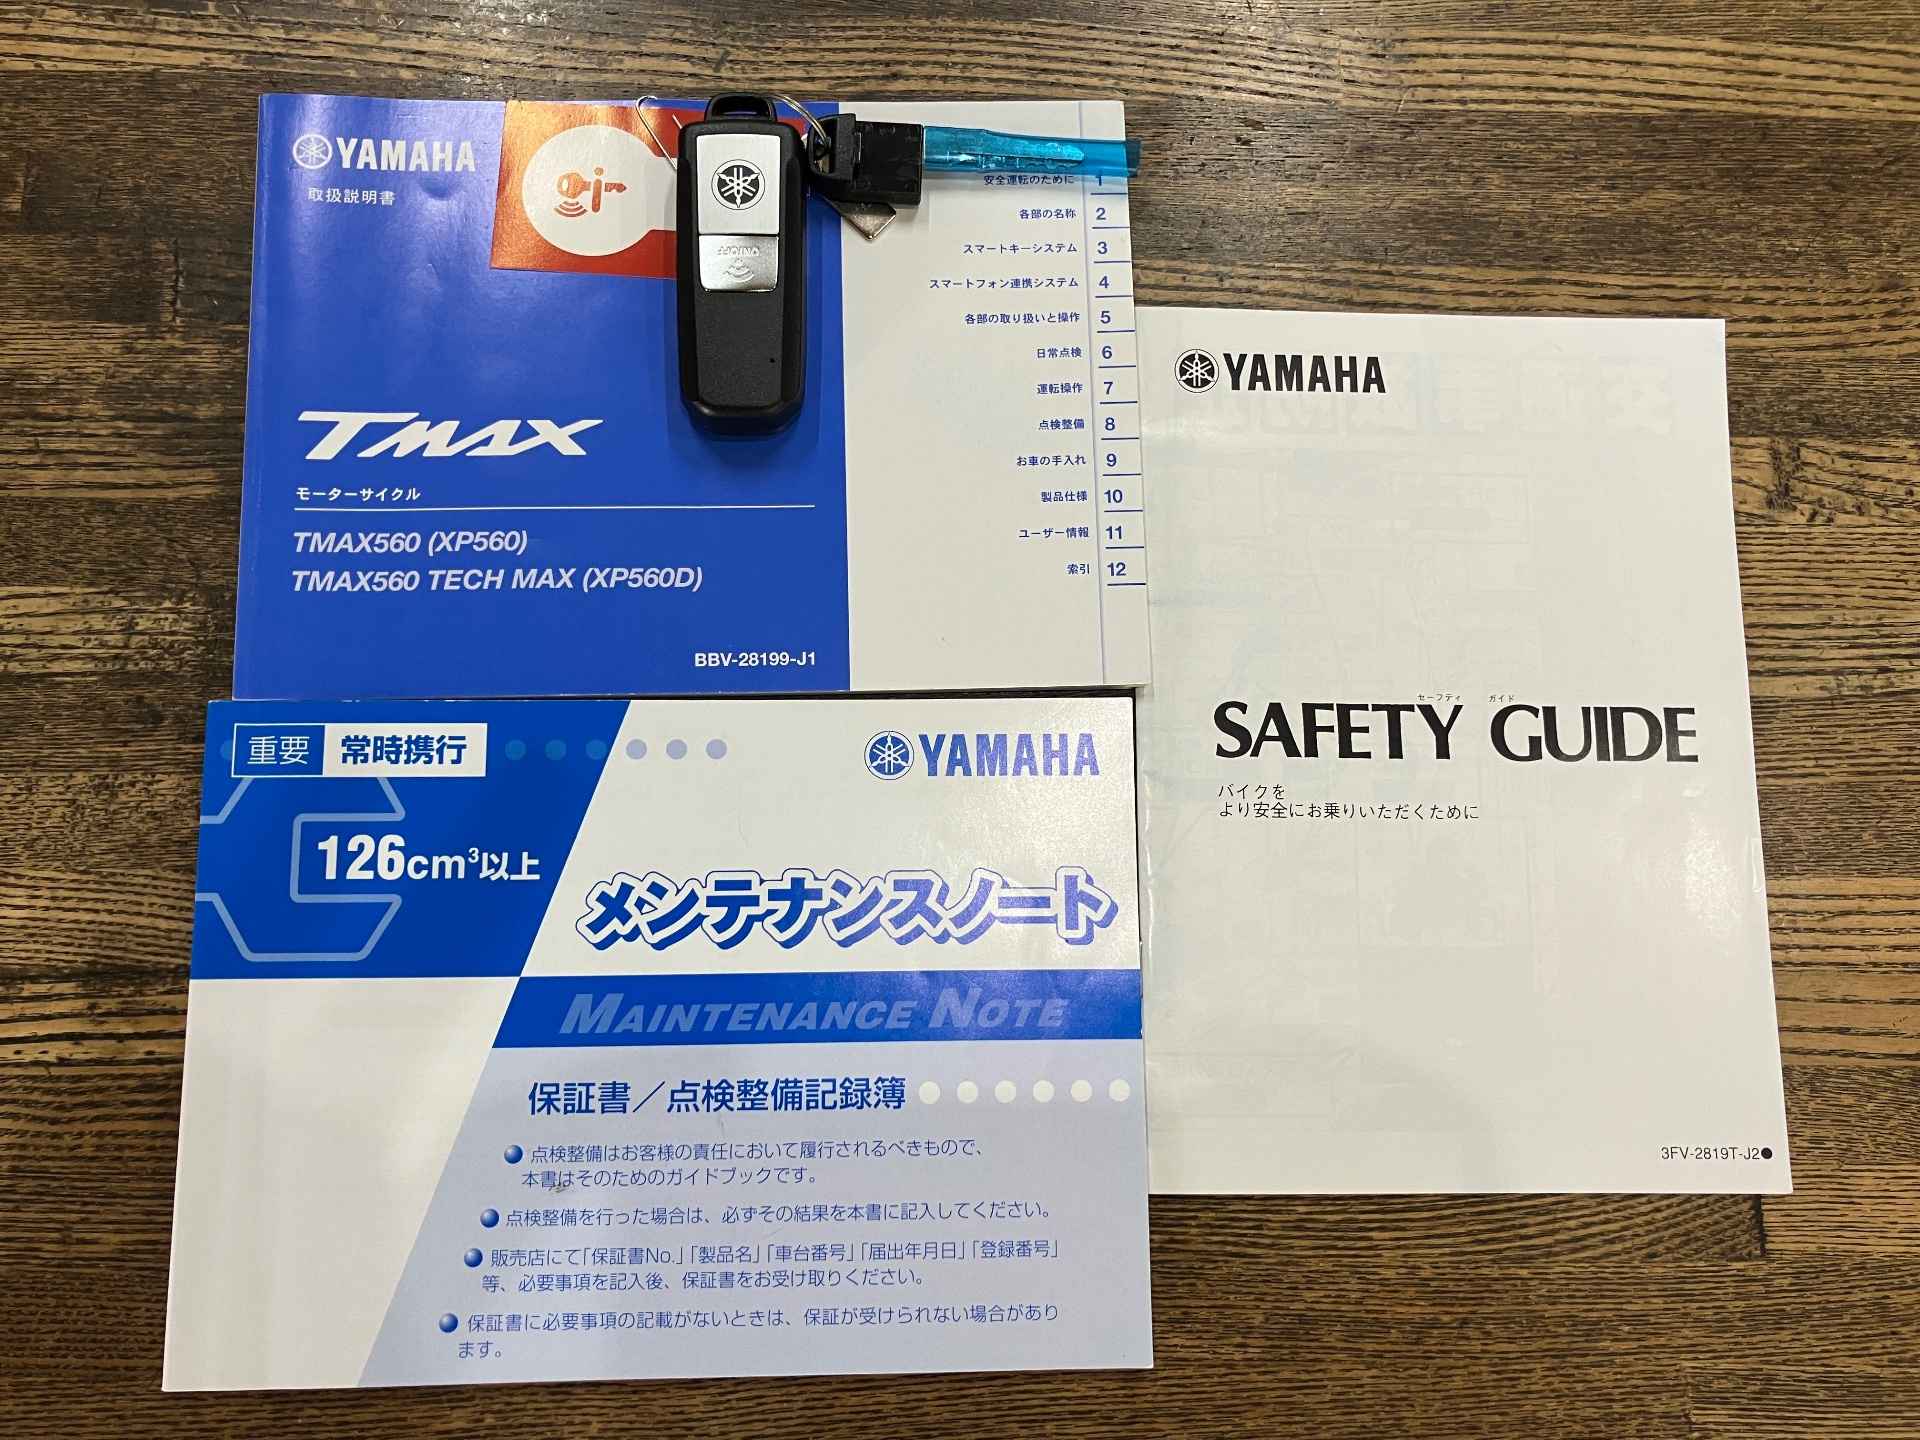 YAMAHA
取扱説明書
ON/OFF
TMAX
モーターサイクル
TMAX560 (XP560)
TMAX560 TECH MAX (XP560D)
BBV-28199-J1
安全運転のために 1
各部の名称 2
スマートキーシステム 3
スマートフォン連携システム 4
各部の取り扱いと操作 5
日常点検 6
運転操作 7
点検整備 8
お車の手入れ 9
製品仕様 10
ユーザー情報 11
索引 12
YAMAHA
セーフティ ガイド
SAFETY GUIDE
バイクを
より安全にお乗りいただくために
3FV-2819T-J2●
重要 常時携行
YAMAHA
126cm³以上
メンテナンスノート
MAINTENANCE NOTE
保証書／点検整備記録簿
点検整備はお客様の責任において履行されるべきもので、
本書はそのためのガイドブックです。
点検整備を行った場合は、必ずその結果を本書に記入してください。
販売店にて「保証書No.」「製品名」「車台番号」「届出年月日」「登録番号」
等、必要事項を記入後、保証書をお受け取りください。
保証書に必要事項の記載がないときは、保証が受けられない場合があり
ます。